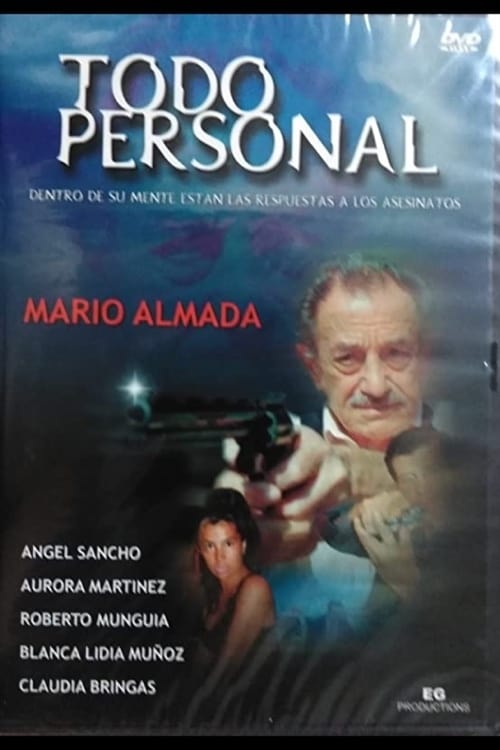 DVD
TODO
PERSONAL
DENTRO DE SU MENTE ESTAN LAS RESPUESTAS A LOS ASESINATOS
MARIO ALMADA
ANGEL SANCHO
AURORA MARTINEZ
ROBERTO MUNGUIA
BLANCA LIDIA MUÑOZ
CLAUDIA BRINGAS
EG
PRODUCTIONS